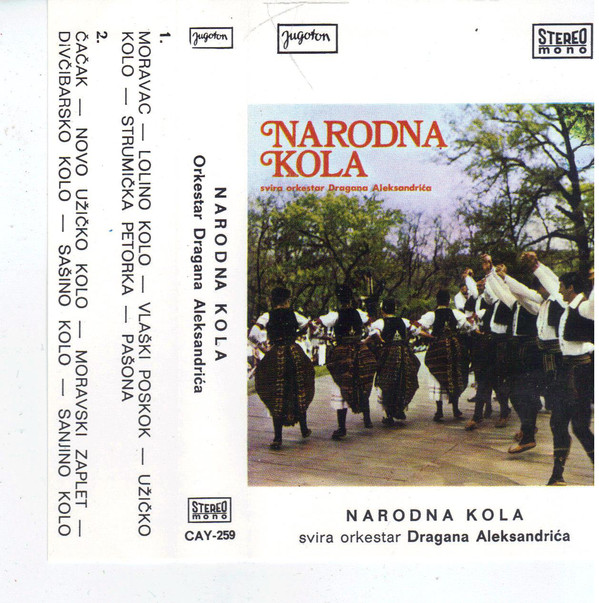 1.
MORAVAC — LOLINO KOLO — VLAŠKI POSKOK — UŽIČKO
KOLO — STRUMIČKA PETORKA — PAŠONA
2.
ČAČAK — NOVO UŽIČKO KOLO — MORAVSKI ZAPLET —
DIVČIBARSKO KOLO — SAŠINO KOLO — SANJINO KOLO
Jugoton
NARODNA KOLA
Orkestar Dragana Aleksandrića
STEREO
mono
CAY-259
Jugoton
STEREO
mono
NARODNA
KOLA
svira orkestar Dragana Aleksandrića
NARODNA KOLA
svira orkestar Dragana Aleksandrića